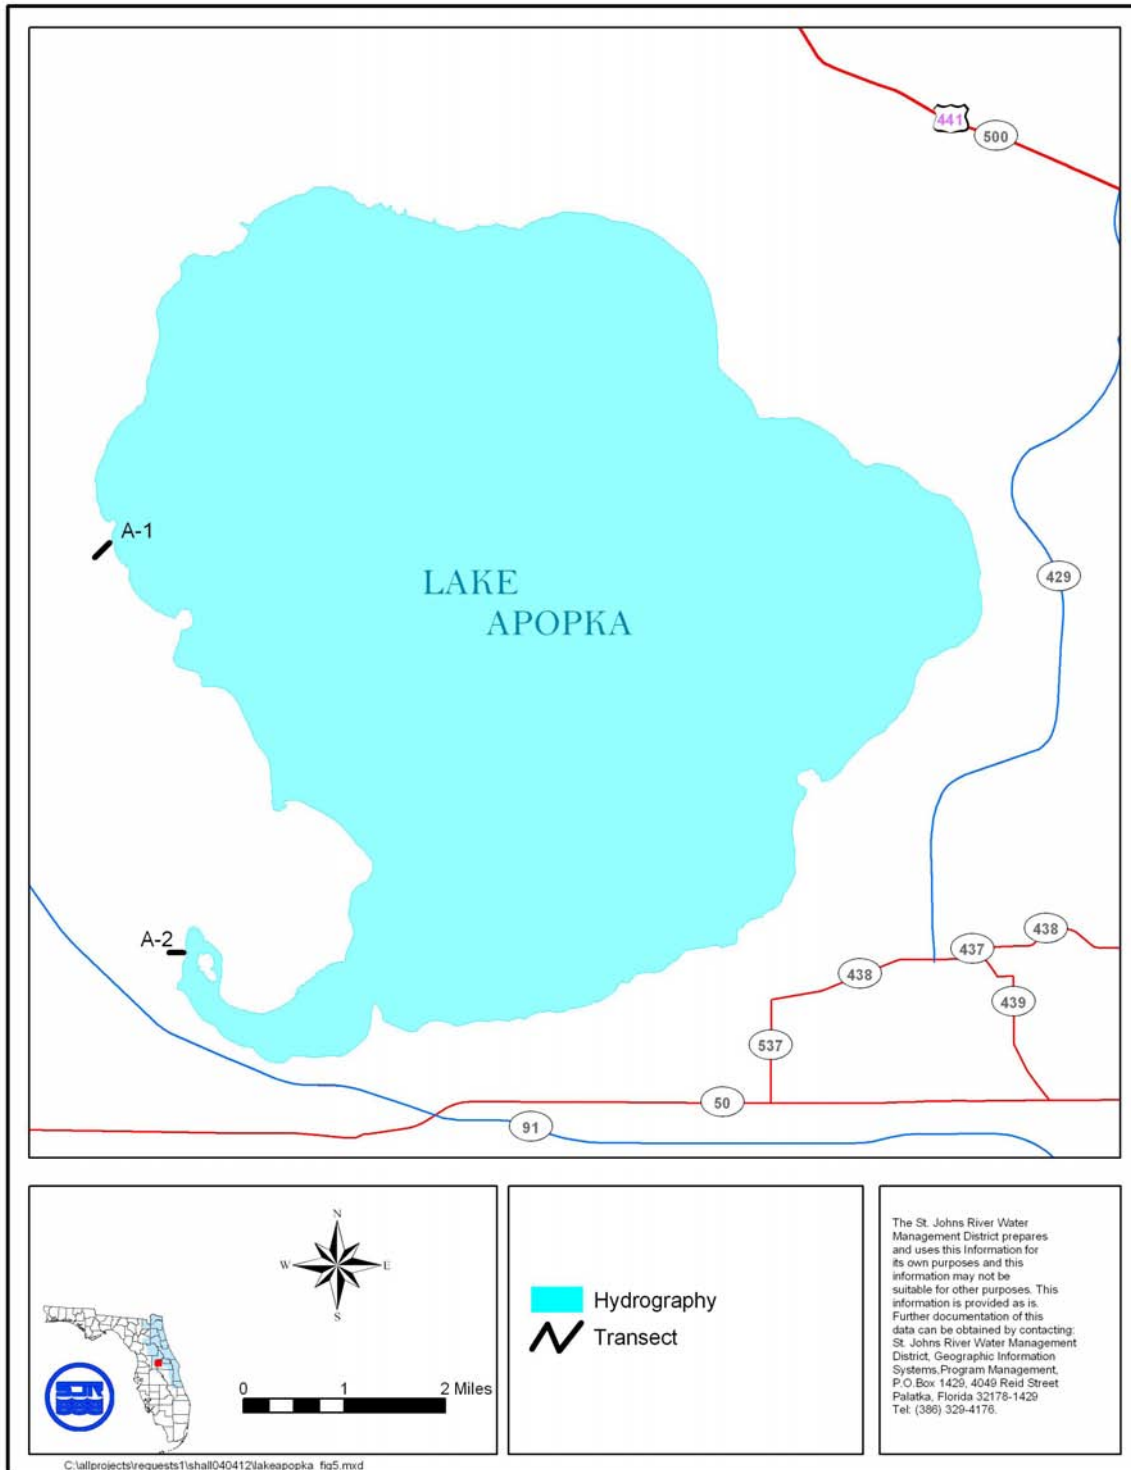 441
500
A-1
LAKE
APOPKA
429
A-2
438
437
438
439
537
50
91
N
W
E
S
0 1 2 Miles
Hydrography
Transect
The St. Johns River Water
Management District prepares
and uses this Information for
its own purposes and this
information may not be
suitable for other purposes. This
information is provided as is.
Further documentation of this
data can be obtained by contacting:
St. Johns River Water Management
District, Geographic Information
Systems,Program Management,
P.O.Box 1429, 4049 Reid Street
Palatka, Florida 32178-1429
Tel: (386) 329-4176.
C:\allprojects\requests1\shall040412\lakeapopka_fig5.mxd